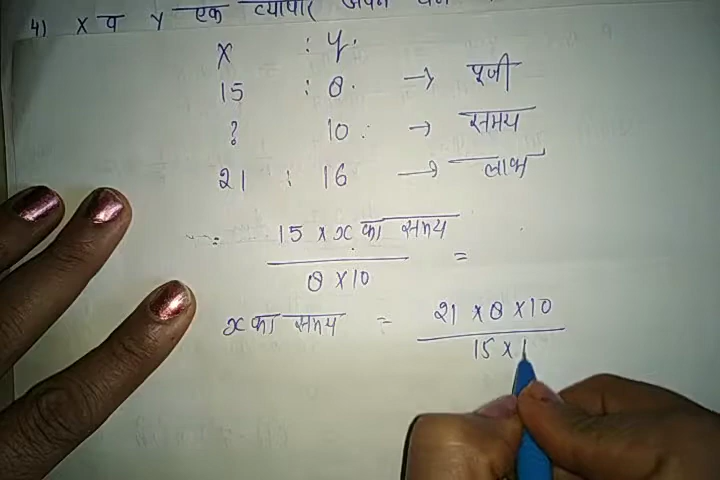 4) X व Y एक व्यापार
X : Y.
15 : 8. → पूजी
? 10 : → समय
21 : 16 → लाभ
15 × x का समय
8 × 10 =
x का समय = 21 × 8 × 10
15 × 1